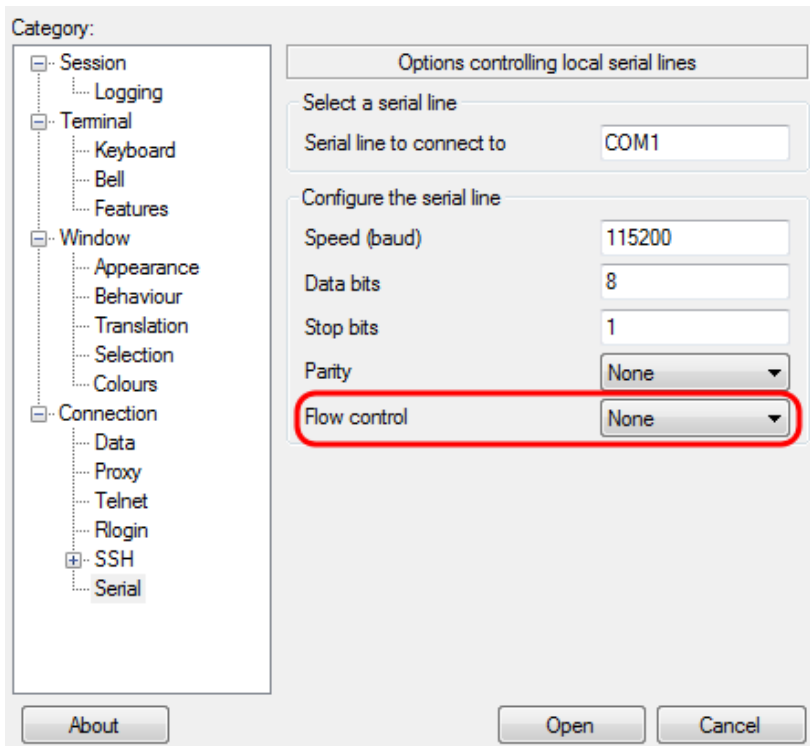 Category:
Session
Logging
Terminal
Keyboard
Bell
Features
Window
Appearance
Behaviour
Translation
Selection
Colours
Connection
Data
Proxy
Telnet
Rlogin
SSH
Serial
Options controlling local serial lines
Select a serial line
Serial line to connect to COM1
Configure the serial line
Speed (baud) 115200
Data bits 8
Stop bits 1
Parity None
Flow control None
About Open Cancel